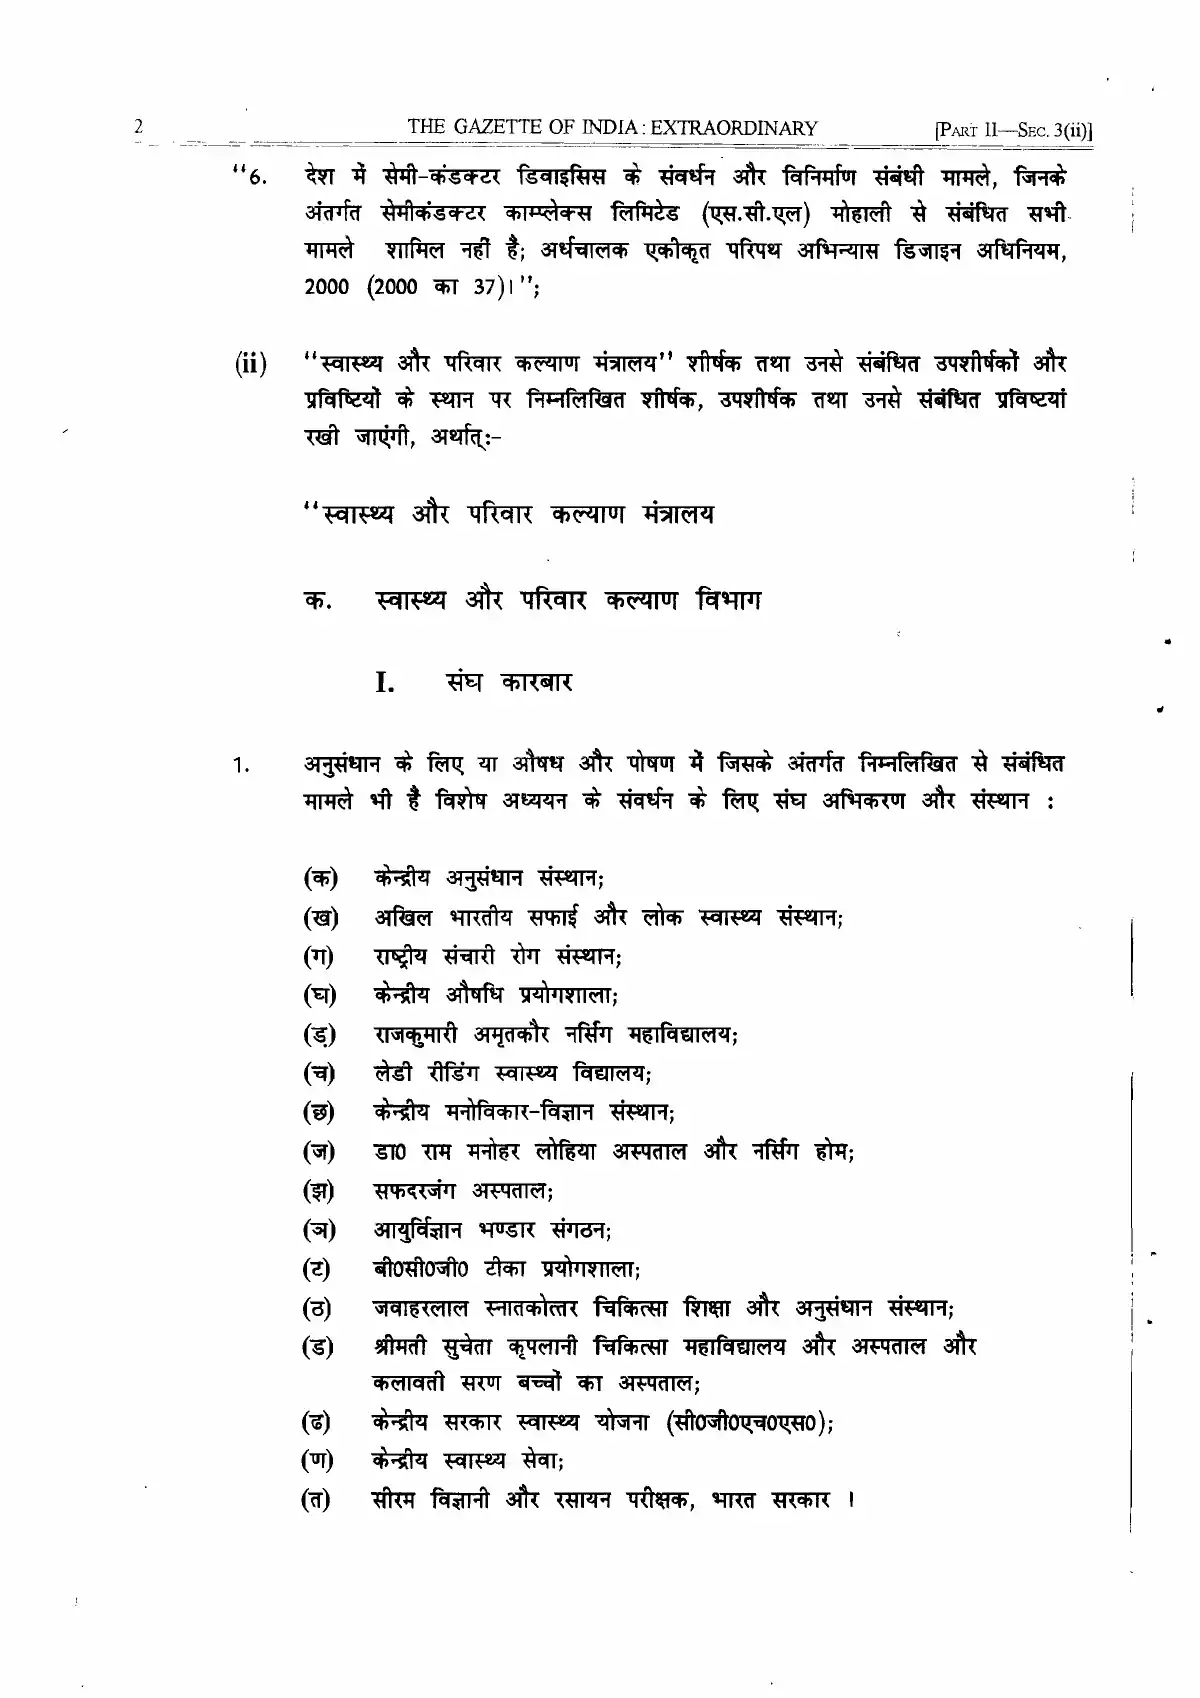 2 THE GAZETTE OF INDIA : EXTRAORDINARY [PART II—SEC. 3(ii)]
“6. देश में सेमी-कंडक्टर डिवाइसिस के संवर्धन और विनिर्माण संबंधी मामले, जिनके
अंतर्गत सेमीकंडक्टर काम्प्लेक्स लिमिटेड (एस.सी.एल) मोहाली से संबंधित सभी
मामले शामिल नहीं है; अर्धचालक एकीकृत परिपथ अभिन्यास डिजाइन अधिनियम,
2000 (2000 का 37)।”;
(ii) “स्वास्थ्य और परिवार कल्याण मंत्रालय” शीर्षक तथा उनसे संबंधित उपशीर्षकों और
प्रविष्टियों के स्थान पर निम्नलिखित शीर्षक, उपशीर्षक तथा उनसे संबंधित प्रविष्टयां
रखी जाएंगी, अर्थात्ः-
“स्वास्थ्य और परिवार कल्याण मंत्रालय
क. स्वास्थ्य और परिवार कल्याण विभाग
I. संघ कारबार
1. अनुसंधान के लिए या औषध और पोषण में जिसके अंतर्गत निम्नलिखित से संबंधित
मामले भी हैं विशेष अध्ययन के संवर्धन के लिए संघ अभिकरण और संस्थान :
(क) केन्द्रीय अनुसंधान संस्थान;
(ख) अखिल भारतीय सफाई और लोक स्वास्थ्य संस्थान;
(ग) राष्ट्रीय संचारी रोग संस्थान;
(घ) केन्द्रीय औषधि प्रयोगशाला;
(ड़) राजकुमारी अमृतकौर नर्सिंग महाविद्यालय;
(च) लेडी रीडिंग स्वास्थ्य विद्यालय;
(छ) केन्द्रीय मनोविकार-विज्ञान संस्थान;
(ज) डा0 राम मनोहर लोहिया अस्पताल और नर्सिंग होम;
(झ) सफदरजंग अस्पताल;
(ञ) आयुर्विज्ञान भण्डार संगठन;
(ट) बी0सी0जी0 टीका प्रयोगशाला;
(ठ) जवाहरलाल स्नातकोत्तर चिकित्सा शिक्षा और अनुसंधान संस्थान;
(ड) श्रीमती सुचेता कृपलानी चिकित्सा महाविद्यालय और अस्पताल और
कलावती सरण बच्चों का अस्पताल;
(ढ) केन्द्रीय सरकार स्वास्थ्य योजना (सी0जी0एच0एस0);
(ण) केन्द्रीय स्वास्थ्य सेवा;
(त) सीरम विज्ञानी और रसायन परीक्षक, भारत सरकार ।